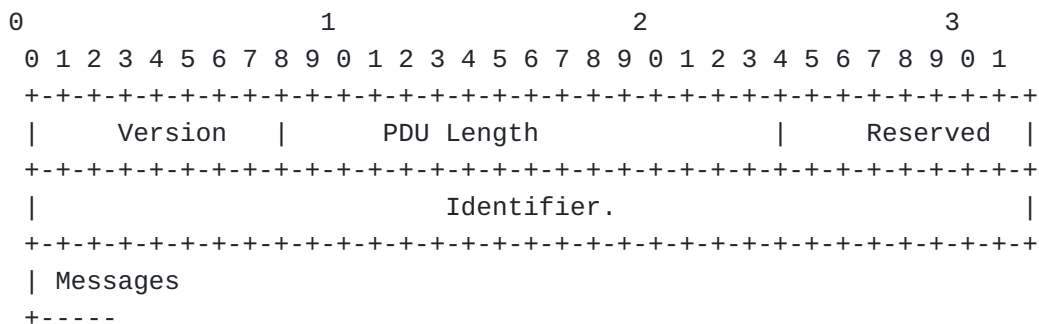 0                   1                   2                   3
 0 1 2 3 4 5 6 7 8 9 0 1 2 3 4 5 6 7 8 9 0 1 2 3 4 5 6 7 8 9 0 1
 +-+-+-+-+-+-+-+-+-+-+-+-+-+-+-+-+-+-+-+-+-+-+-+-+-+-+-+-+-+-+-+-+
 |     Version   |      PDU Length               |     Reserved  |
 +-+-+-+-+-+-+-+-+-+-+-+-+-+-+-+-+-+-+-+-+-+-+-+-+-+-+-+-+-+-+-+-+
 |                          Identifier.                          |
 +-+-+-+-+-+-+-+-+-+-+-+-+-+-+-+-+-+-+-+-+-+-+-+-+-+-+-+-+-+-+-+-+
 | Messages
 +-----